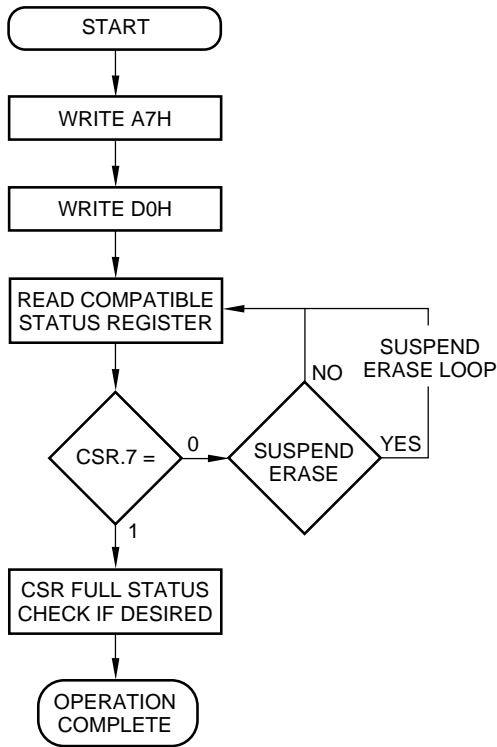 START
WRITE A7H
WRITE D0H
READ COMPATIBLE
STATUS REGISTER
SUSPEND
ERASE LOOP
NO
CSR.7 =
0
SUSPEND
ERASE
YES
1
CSR FULL STATUS
CHECK IF DESIRED
OPERATION
COMPLETE